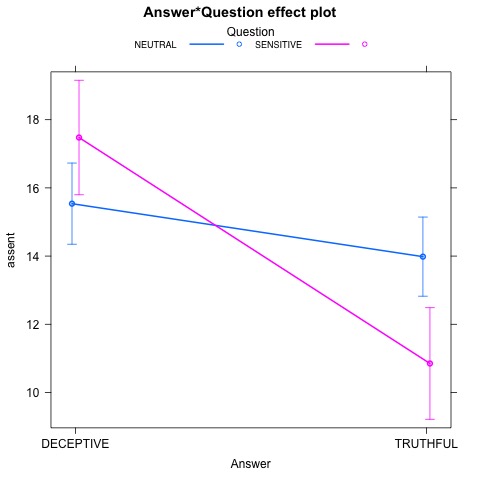 Answer*Question effect plot
Question
NEUTRAL SENSITIVE
18
16
14
12
10
assent
DECEPTIVE TRUTHFUL
Answer